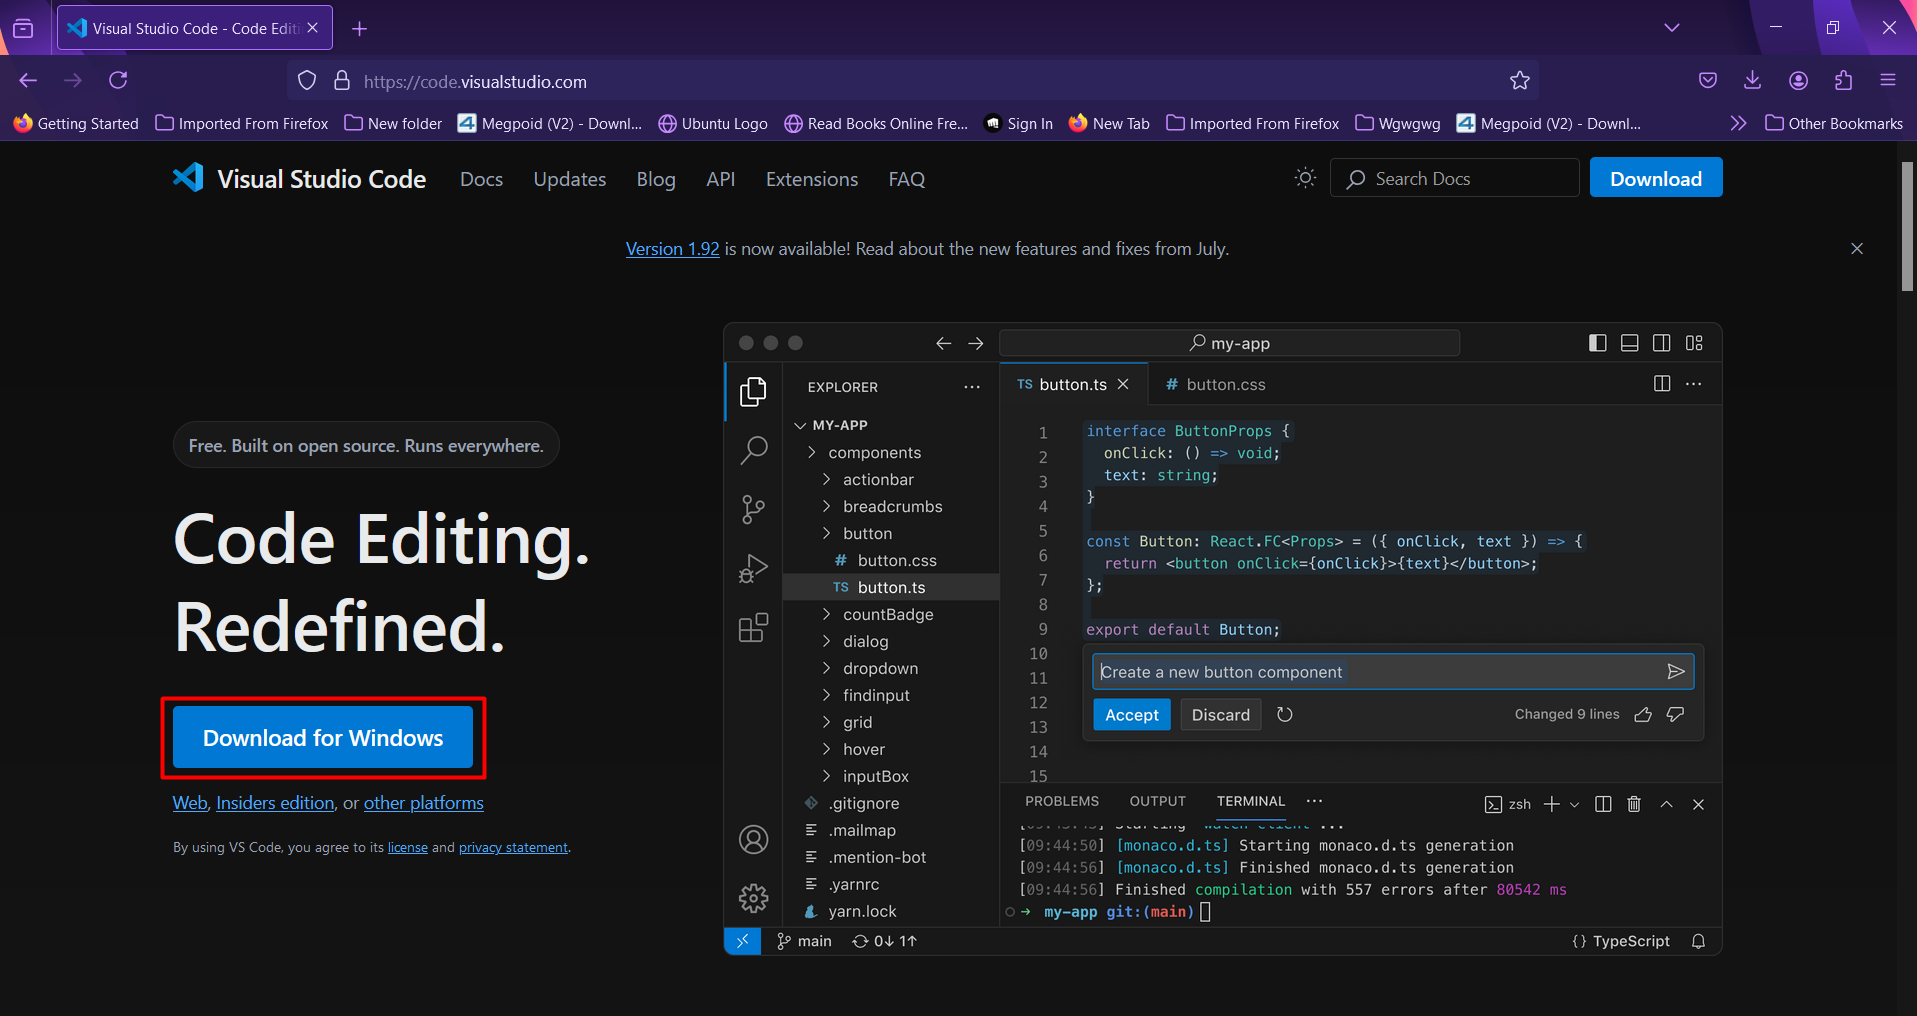 Visual Studio Code - Code Editi
https://code.visualstudio.com
Getting Started Imported From Firefox New folder Megpoid (V2) - Downl... Ubuntu Logo Read Books Online Fre... Sign In New Tab Imported From Firefox Wgwgwg Megpoid (V2) - Downl... Other Bookmarks
Visual Studio Code Docs Updates Blog API Extensions FAQ Search Docs Download
Version 1.92 is now available! Read about the new features and fixes from July.
Free. Built on open source. Runs everywhere.
Code Editing.
Redefined.
Download for Windows
Web, Insiders edition, or other platforms
By using VS Code, you agree to its license and privacy statement.
my-app
EXPLORER ...
MY-APP
components
actionbar
breadcrumbs
button
# button.css
TS button.ts
countBadge
dialog
dropdown
findinput
grid
hover
inputBox
.gitignore
.mailmap
.mention-bot
.yarnrc
yarn.lock
TS button.ts # button.css
1 interface ButtonProps {
2 onClick: () => void;
3 text: string;
4 }
5
6 const Button: React.FC<Props> = ({ onClick, text }) => {
7 return <button onClick={onClick}>{text}</button>;
8 };
9
10 export default Button;
11
12
13
14
15
Create a new button component
Accept Discard Changed 9 lines
PROBLEMS OUTPUT TERMINAL ... zsh
[09:45:43] Starting watch-client ...
[09:44:50] [monaco.d.ts] Starting monaco.d.ts generation
[09:44:56] [monaco.d.ts] Finished monaco.d.ts generation
[09:44:56] Finished compilation with 557 errors after 80542 ms
my-app git:(main)
main 0↓ 1↑ {} TypeScript